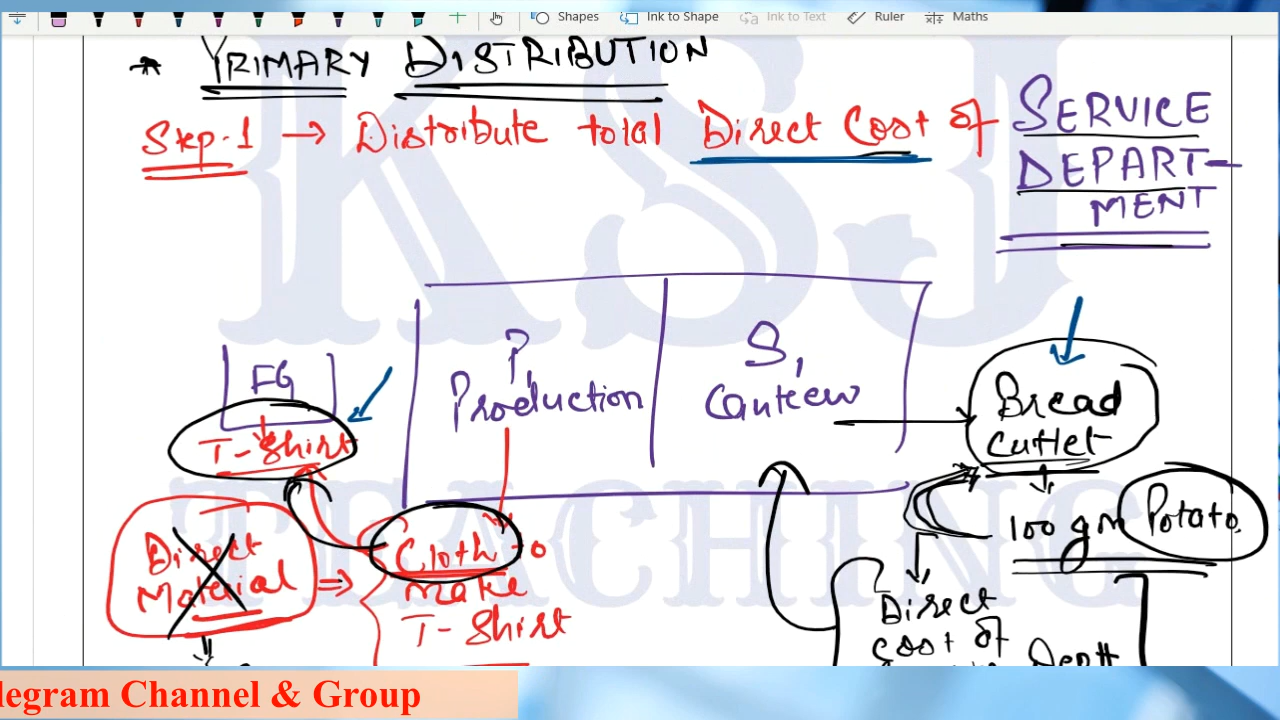 Shapes Ink to Shape Ink to Text Ruler Maths
* PRIMARY DISTRIBUTION
Step.1 → Distribute total Direct Cost of SERVICE
DEPART-
MENT
KSJ
TEACHING
FG
T-Shirt
P1
Production
S1
Canteen
Bread
Cutlet
100 gm Potato.
Direct
Material ⇒
Cloth to
make
T-Shirt
Direct
Cost of
Deptt
legram Channel & Group